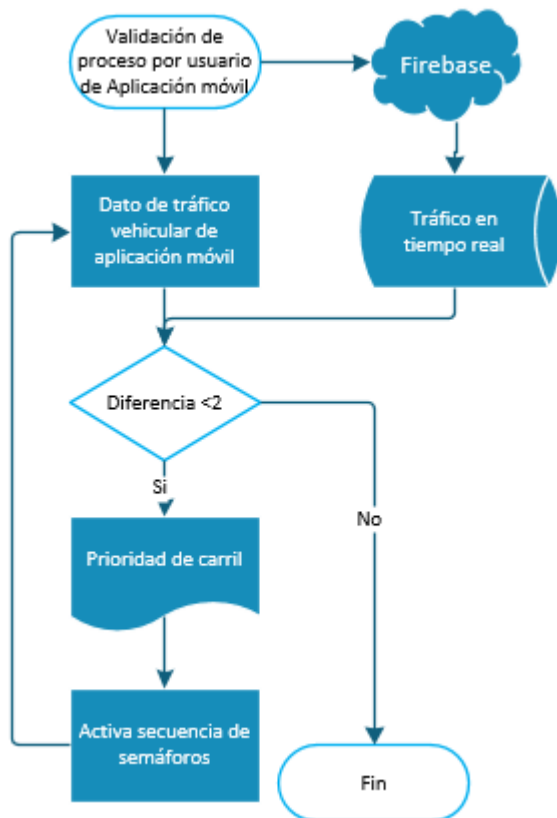 Validación de
proceso por usuario
de Aplicación móvil
Firebase
Dato de tráfico
vehicular de
aplicación móvil
Tráfico en
tiempo real
Diferencia <2
Si
No
Prioridad de carril
Activa secuencia de
semáforos
Fin